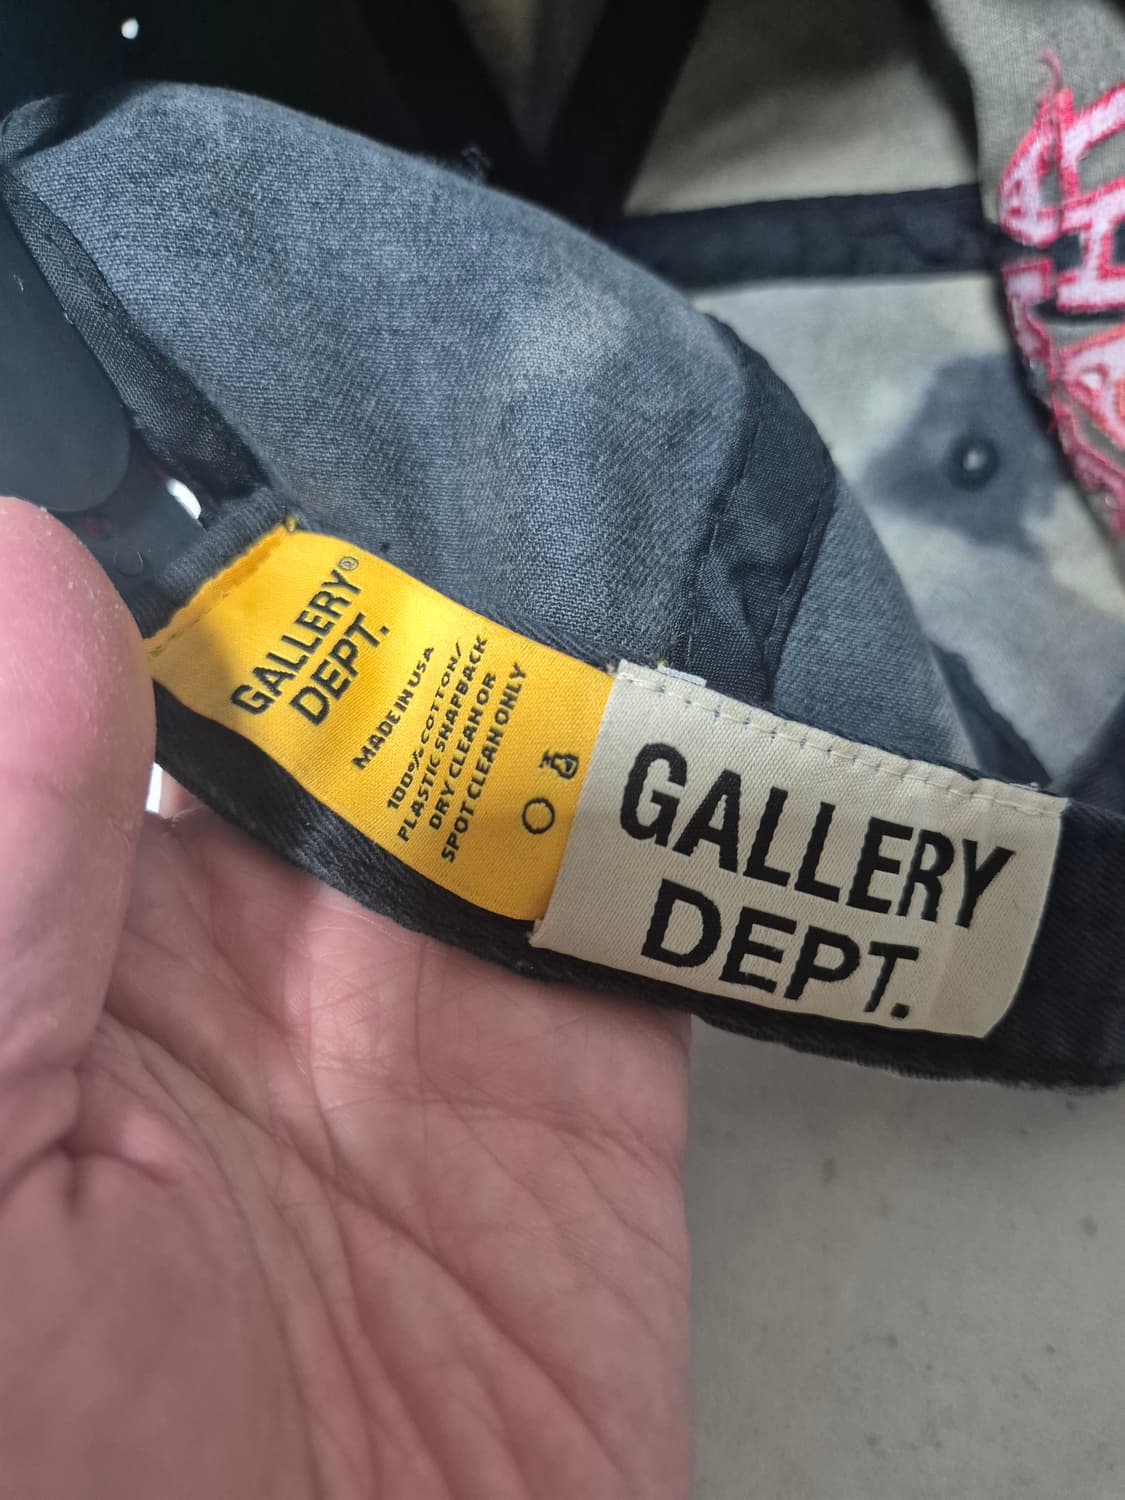 GALLERY®
DEPT.
MADE IN USA
100% COTTON/
PLASTIC SNAPBACK
DRY CLEAN OR
SPOT CLEAN ONLY
GALLERY
DEPT.